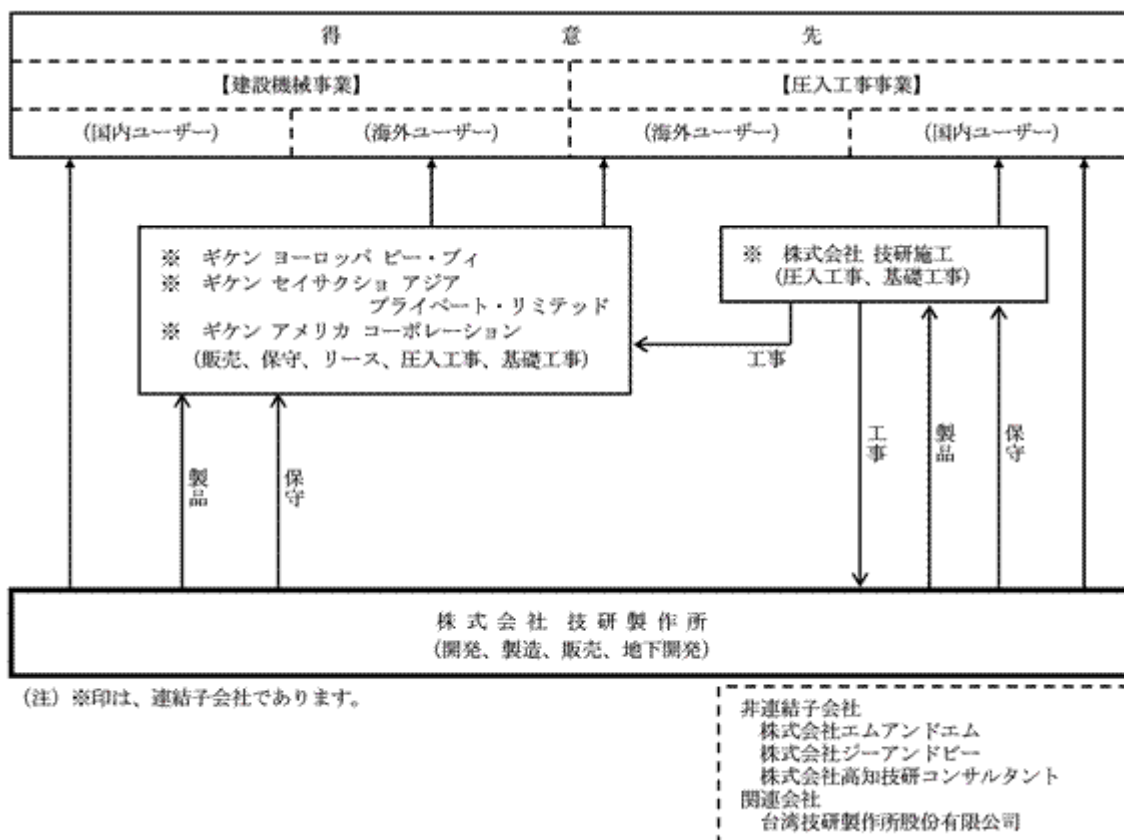 得意先
【建設機械事業】
【圧入工事事業】
(国内ユーザー)
(海外ユーザー)
(海外ユーザー)
(国内ユーザー)
※ ギケン ヨーロッパ ビー・ブイ
※ ギケン セイサクショ アジア
プライベート・リミテッド
※ ギケン アメリカ コーポレーション
(販売、保守、リース、圧入工事、基礎工事)
※ 株式会社 技研施工
(圧入工事、基礎工事)
工事
製品
保守
工事
製品
保守
株式会社 技研製作所
(開発、製造、販売、地下開発)
(注) ※印は、連結子会社であります。
非連結子会社
株式会社エムアンドエム
株式会社ジーアンドビー
株式会社高知技研コンサルタント
関連会社
台湾技研製作所股份有限公司